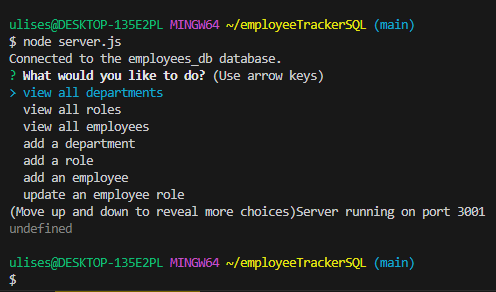 ulises@DESKTOP-135E2PL MINGW64 ~/employeeTrackerSQL (main)
$ node server.js
Connected to the employees_db database.
? What would you like to do? (Use arrow keys)
> view all departments
  view all roles
  view all employees
  add a department
  add a role
  add an employee
  update an employee role
(Move up and down to reveal more choices)Server running on port 3001
undefined
ulises@DESKTOP-135E2PL MINGW64 ~/employeeTrackerSQL (main)
$